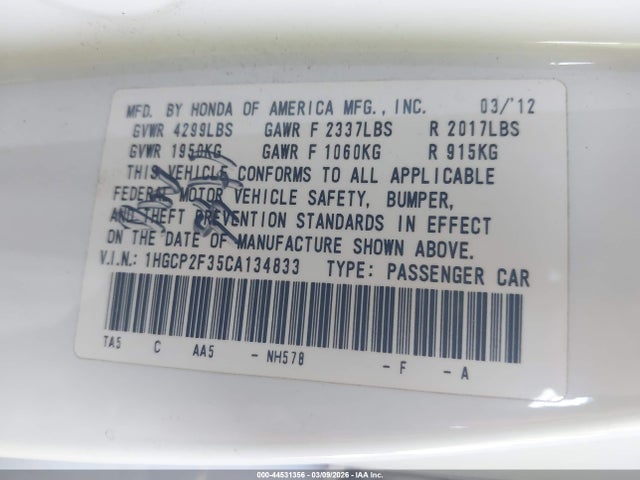 MFD. BY HONDA OF AMERICA MFG., INC. 03/'12
GVWR 4299LBS GAWR F 2337LBS R 2017LBS
GVWR 1950KG GAWR F 1060KG R 915KG
THIS VEHICLE CONFORMS TO ALL APPLICABLE
FEDERAL MOTOR VEHICLE SAFETY, BUMPER,
AND THEFT PREVENTION STANDARDS IN EFFECT
ON THE DATE OF MANUFACTURE SHOWN ABOVE.
V.I.N.: 1HGCP2F35CA134833 TYPE: PASSENGER CAR
TA5 C AA5 - NH578 - F - A
000-44531356 - 03/09/2026 - IAA Inc.